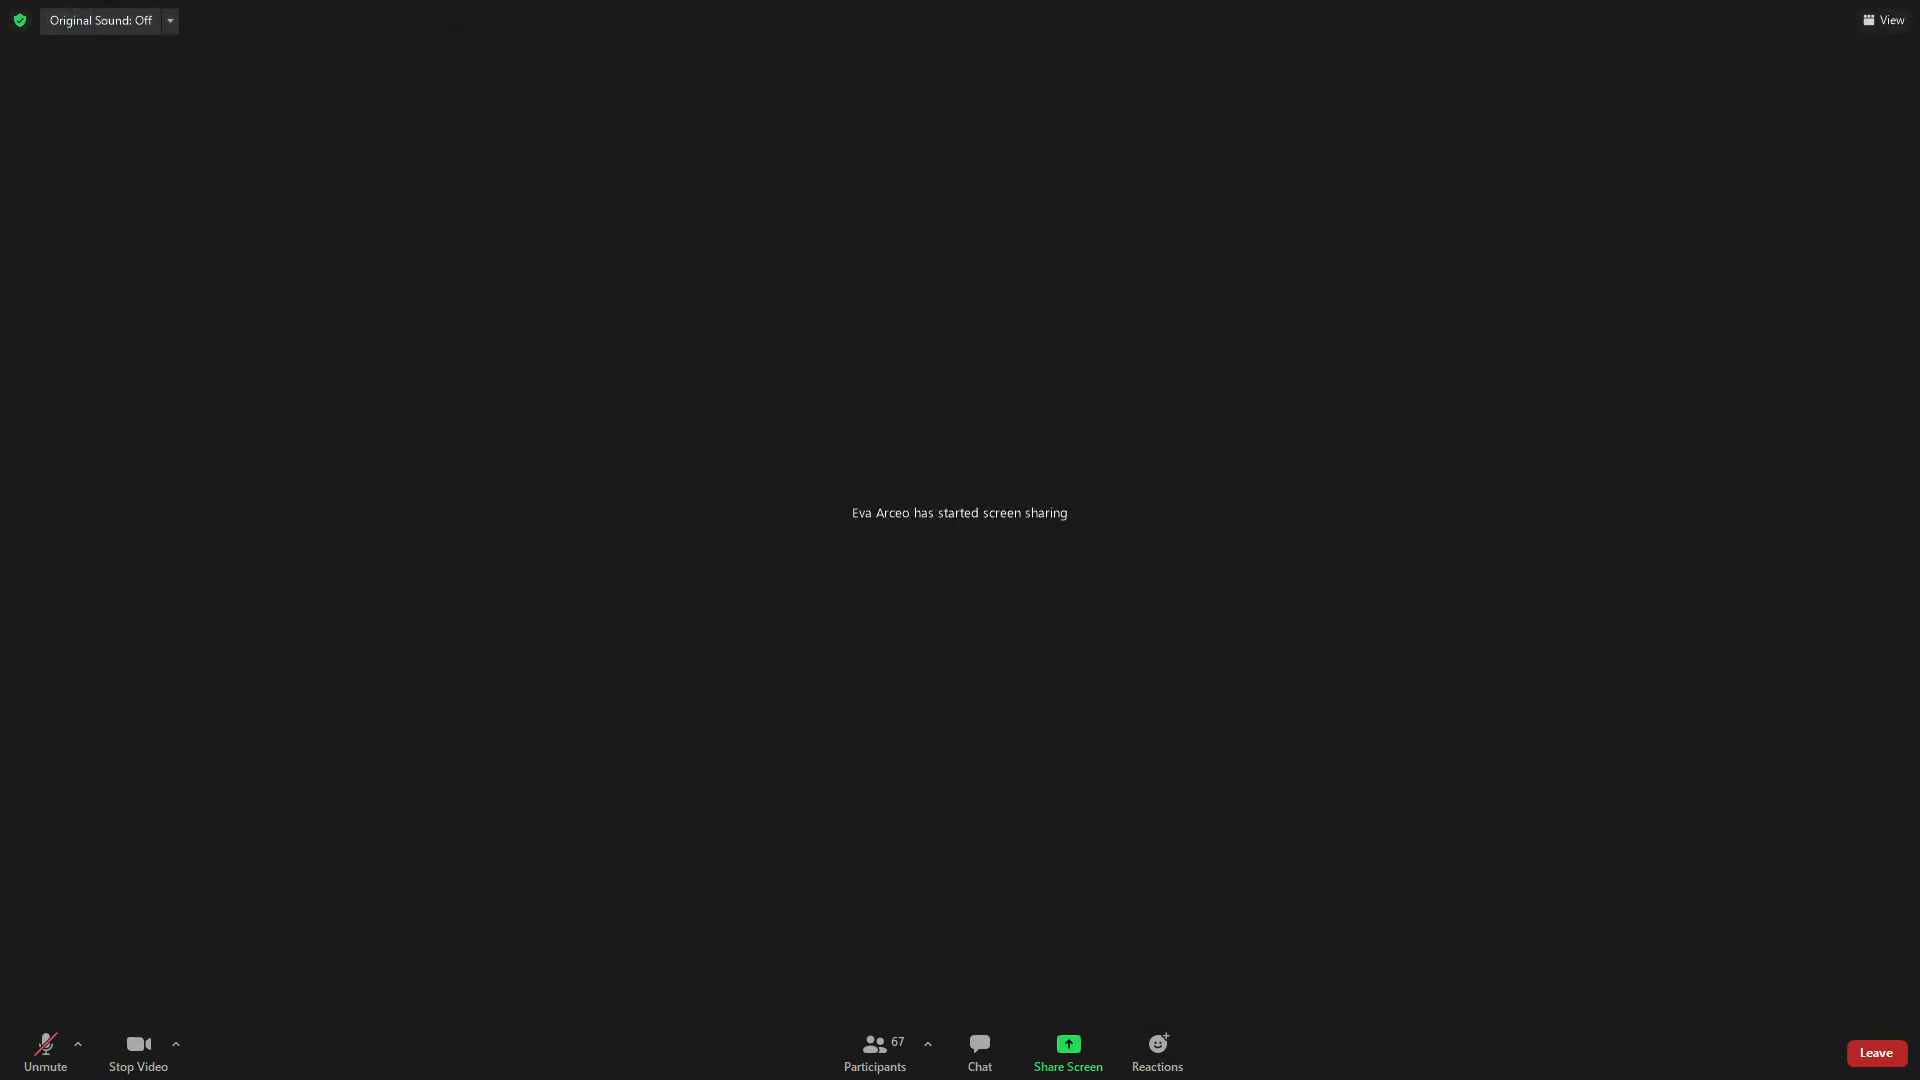 Original Sound: Off
View
Eva Arceo has started screen sharing
67
Unmute
Stop Video
Participants
Chat
Share Screen
Reactions
Leave